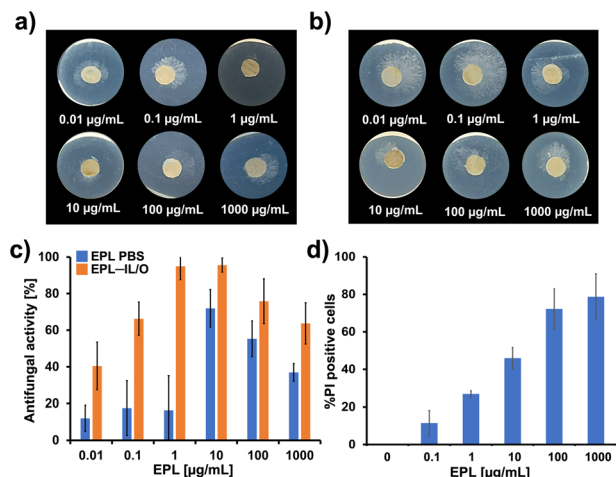 a)
b)
0.01 µg/mL 0.1 µg/mL 1 µg/mL
10 µg/mL 100 µg/mL 1000 µg/mL
0.01 µg/mL 0.1 µg/mL 1 µg/mL
10 µg/mL 100 µg/mL 1000 µg/mL
c)
EPL PBS
EPL—IL/O
Antifungal activity [%]
100
80
60
40
20
0
0.01 0.1 1 10 100 1000
EPL [µg/mL]
d)
%PI positive cells
100
80
60
40
20
0
0 0.1 1 10 100 1000
EPL [µg/mL]